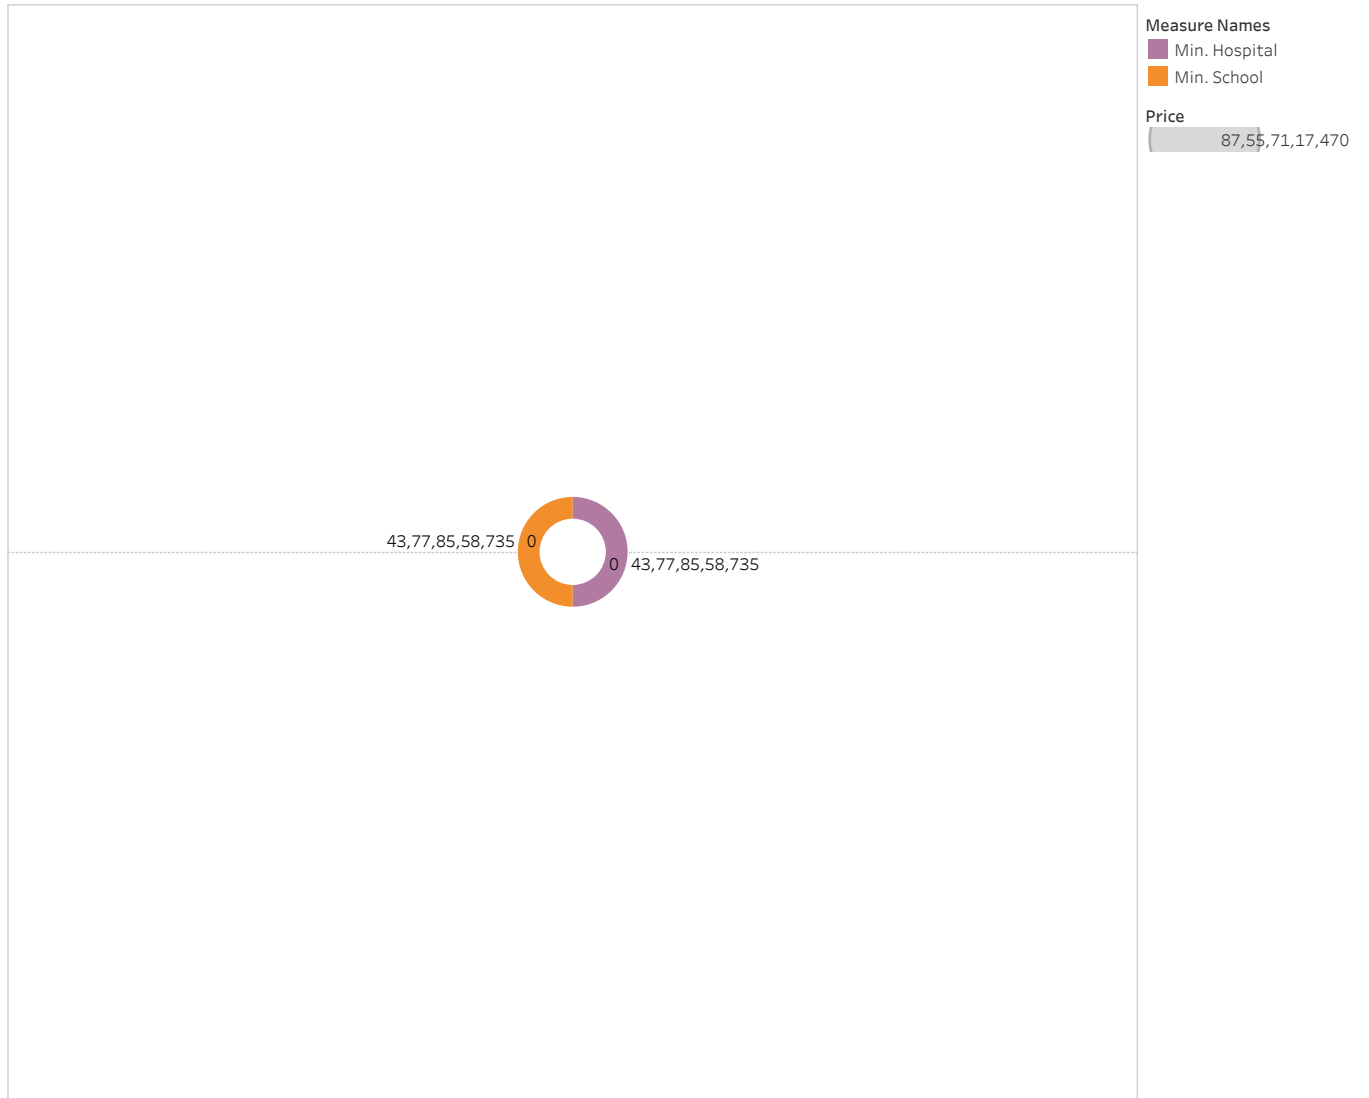 Measure Names
Min. Hospital
Min. School
Price
87,55,71,17,470
43,77,85,58,735 0
0 43,77,85,58,735